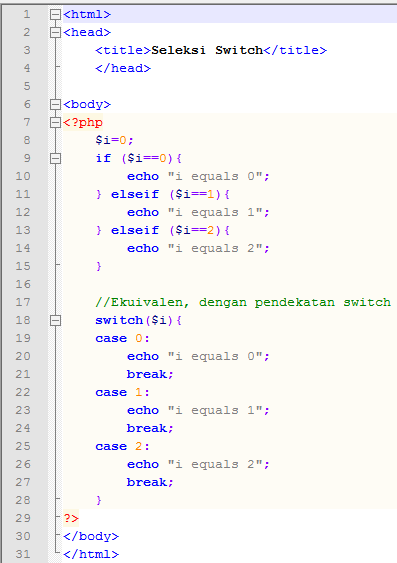 1 <html>
2 <head>
3 <title>Seleksi Switch</title>
4 </head>
5
6 <body>
7 <?php
8 $i=0;
9 if ($i==0){
10 echo "i equals 0";
11 } elseif ($i==1){
12 echo "i equals 1";
13 } elseif ($i==2){
14 echo "i equals 2";
15 }
16
17 //Ekuivalen, dengan pendekatan switch
18 switch($i){
19 case 0:
20 echo "i equals 0";
21 break;
22 case 1:
23 echo "i equals 1";
24 break;
25 case 2:
26 echo "i equals 2";
27 break;
28 }
29 ?>
30 </body>
31 </html>